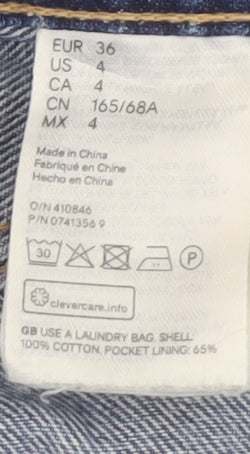 EUR 36
US 4
CA 4
CN 165/68A
MX 4
Made in China
Fabriqué en Chine
Hecho en China
O/N 410846
P/N 0741356 9
30
P
clevercare.info
GB USE A LAUNDRY BAG. SHELL:
100% COTTON, POCKET LINING: 65%